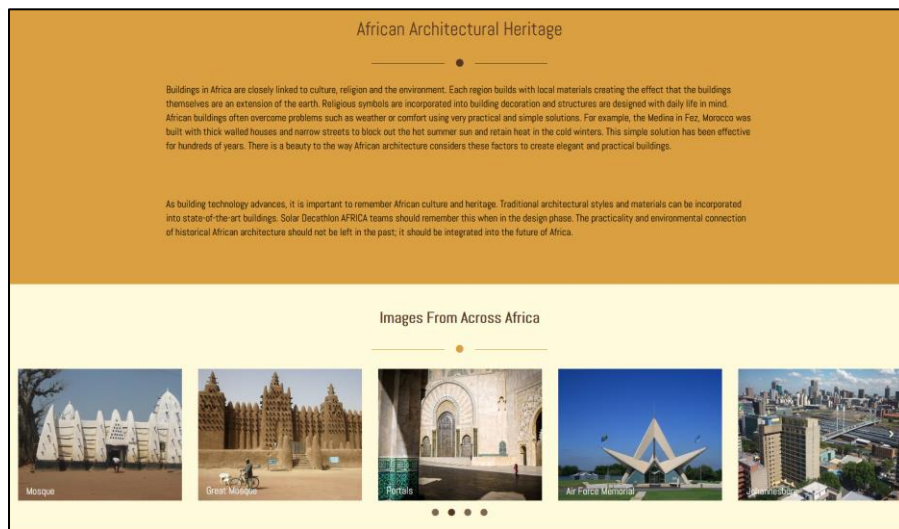 African Architectural Heritage
Buildings in Africa are closely linked to culture, religion and the environment. Each region builds with local materials creating the effect that the buildings
themselves are an extension of the earth. Religious symbols are incorporated into building decoration and structures are designed with daily life in mind.
African buildings often overcome problems such as weather or comfort using very practical and simple solutions. For example, the Medina in Fez, Morocco was
built with thick walled houses and narrow streets to block out the hot summer sun and retain heat in the cold winters. This simple solution has been effective
for hundreds of years. There is a beauty to the way African architecture considers these factors to create elegant and practical buildings.
As building technology advances, it is important to remember African culture and heritage. Traditional architectural styles and materials can be incorporated
into state-of-the-art buildings. Solar Decathlon AFRICA teams should remember this when in the design phase. The practicality and environmental connection
of historical African architecture should not be left in the past; it should be integrated into the future of Africa.
Images From Across Africa
Mosque
Great Mosque
Portals
Air Force Memorial
Johannesburg